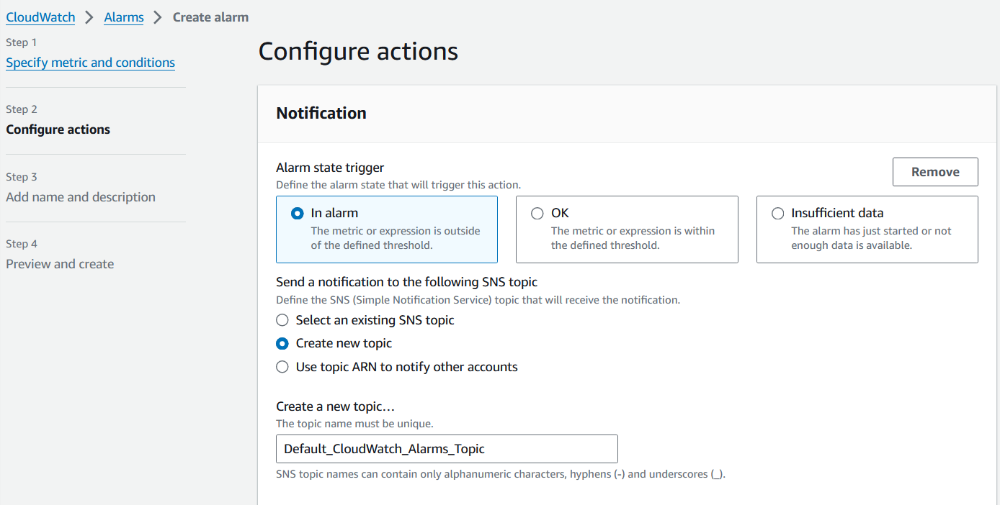 CloudWatch > Alarms > Create alarm
Step 1
Specify metric and conditions
Step 2
Configure actions
Step 3
Add name and description
Step 4
Preview and create
Configure actions
Notification
Alarm state trigger
Define the alarm state that will trigger this action.
Remove
In alarm
The metric or expression is outside
of the defined threshold.
OK
The metric or expression is within
the defined threshold.
Insufficient data
The alarm has just started or not
enough data is available.
Send a notification to the following SNS topic
Define the SNS (Simple Notification Service) topic that will receive the notification.
Select an existing SNS topic
Create new topic
Use topic ARN to notify other accounts
Create a new topic…
The topic name must be unique.
Default_CloudWatch_Alarms_Topic
SNS topic names can contain only alphanumeric characters, hyphens (-) and underscores (_).